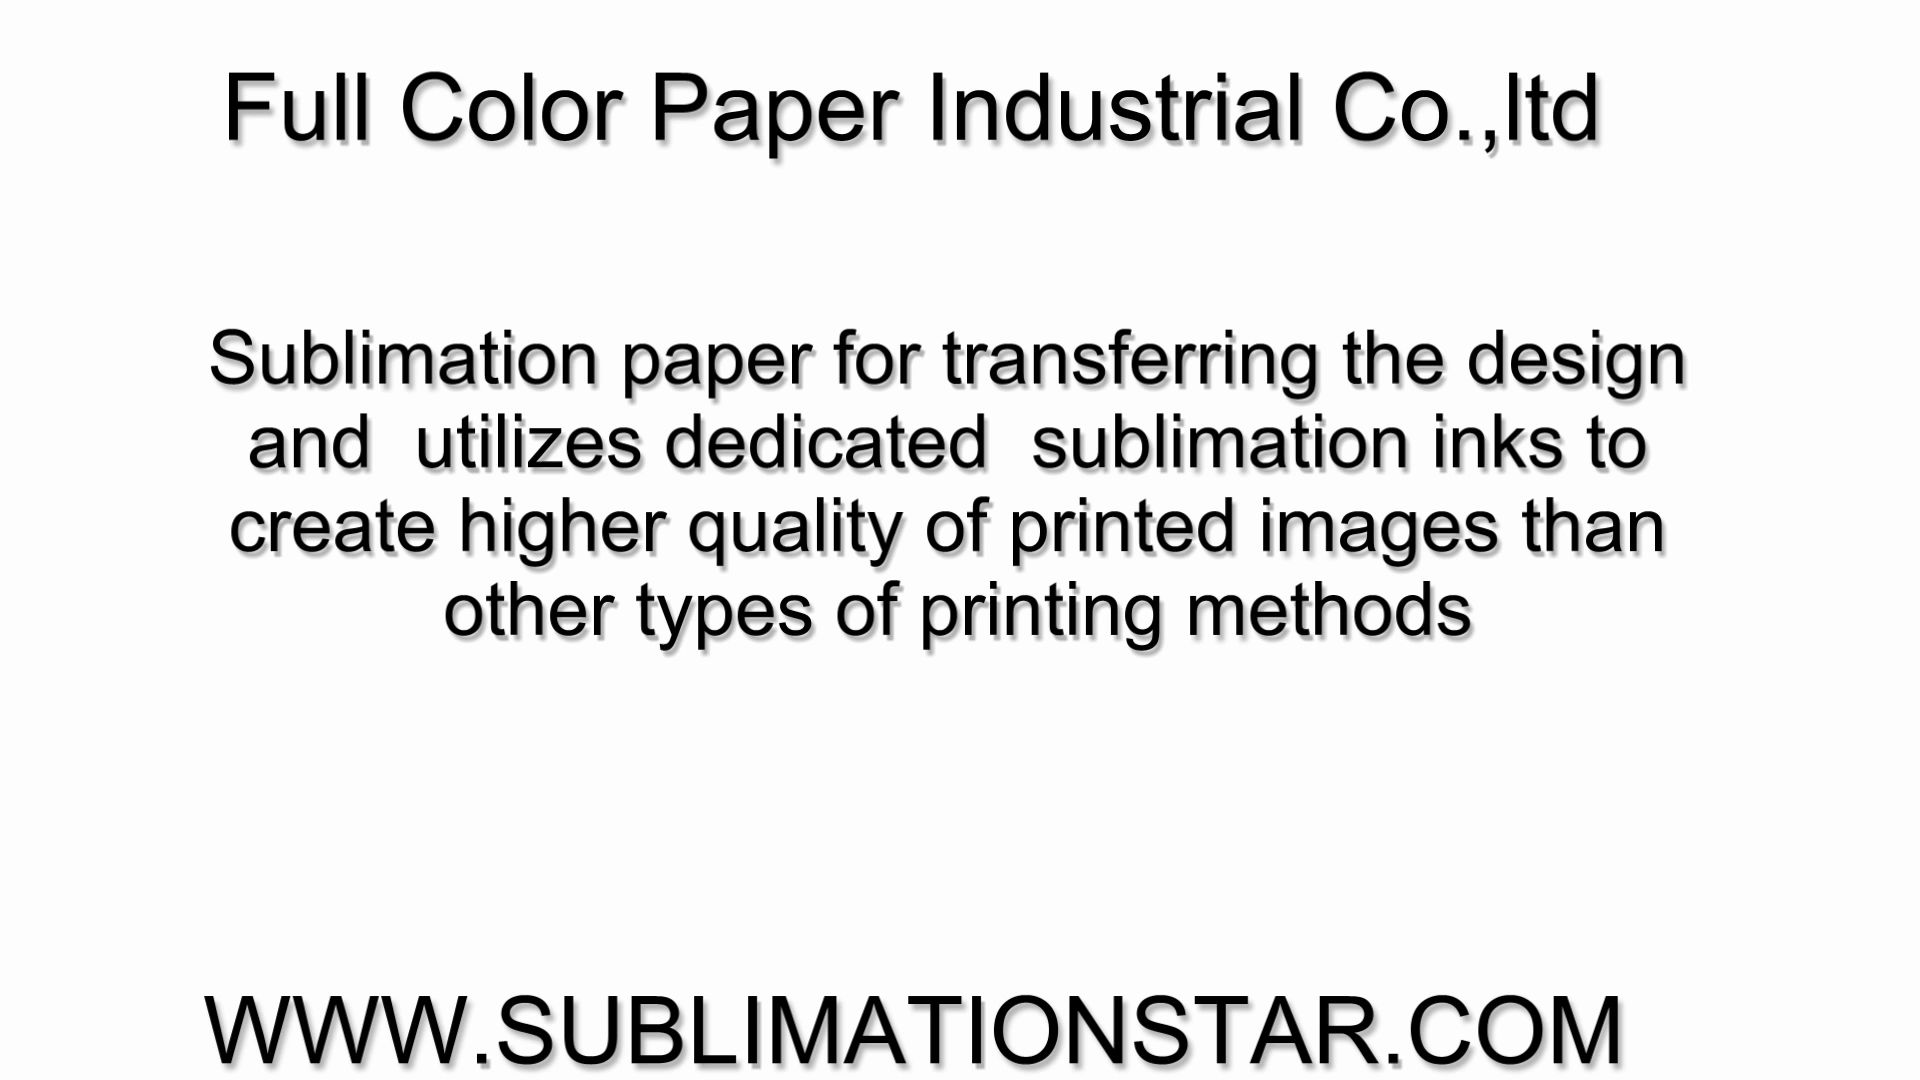 Full Color Paper Industrial Co.,ltd
Sublimation paper for transferring the design
and  utilizes dedicated  sublimation inks to
create higher quality of printed images than
other types of printing methods
WWW.SUBLIMATIONSTAR.COM